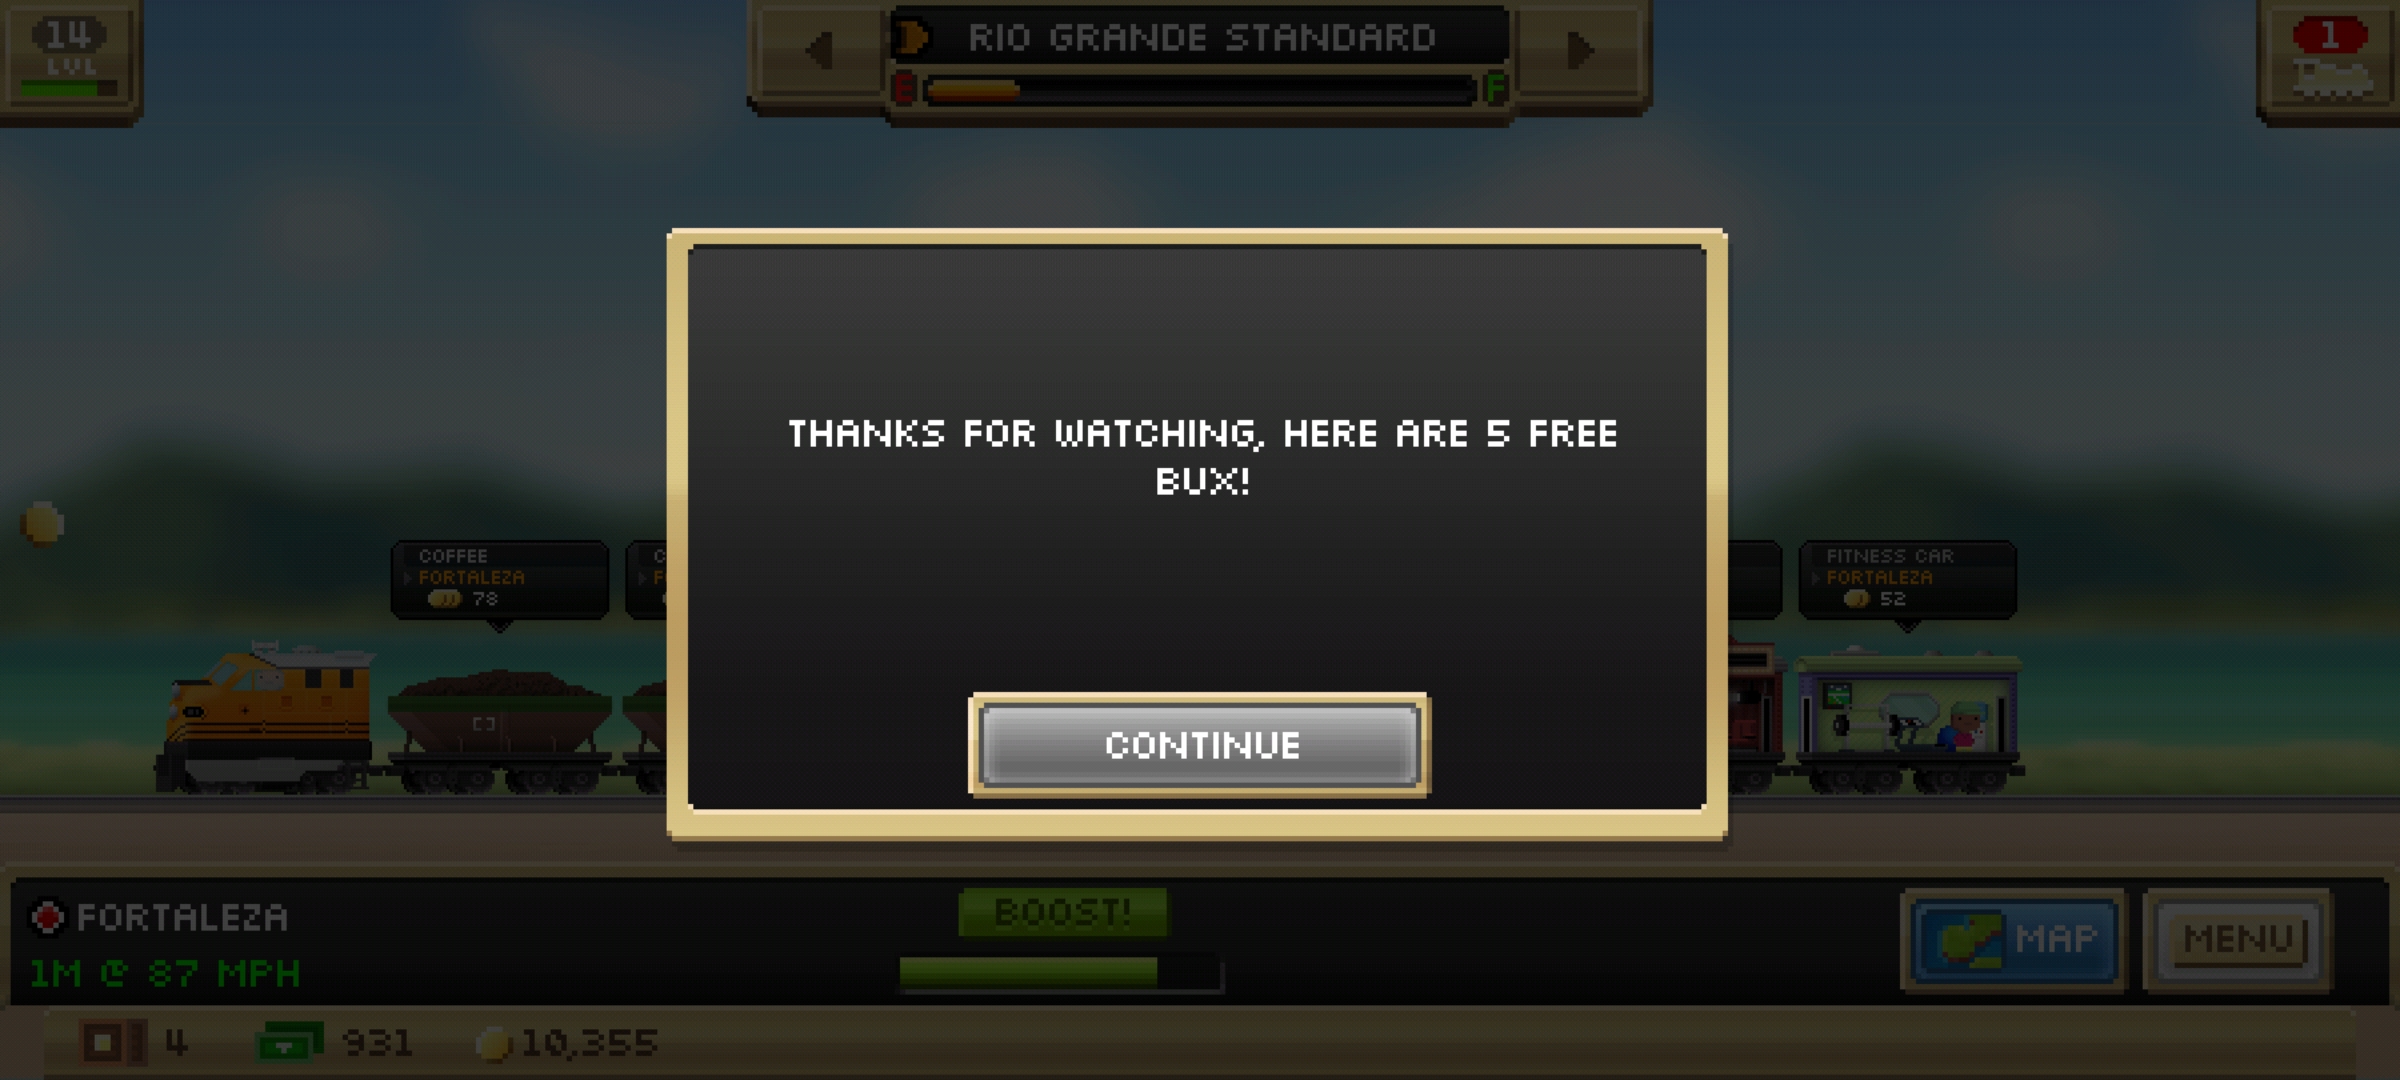 14
LVL
RIO GRANDE STANDARD
E
F
1
THANKS FOR WATCHING, HERE ARE 5 FREE
BUX!
CONTINUE
COFFEE
FORTALEZA
78
C
F
FITNESS CAR
FORTALEZA
52
FORTALEZA
1M @ 87 MPH
BOOST!
MAP
MENU
4
931
10,355